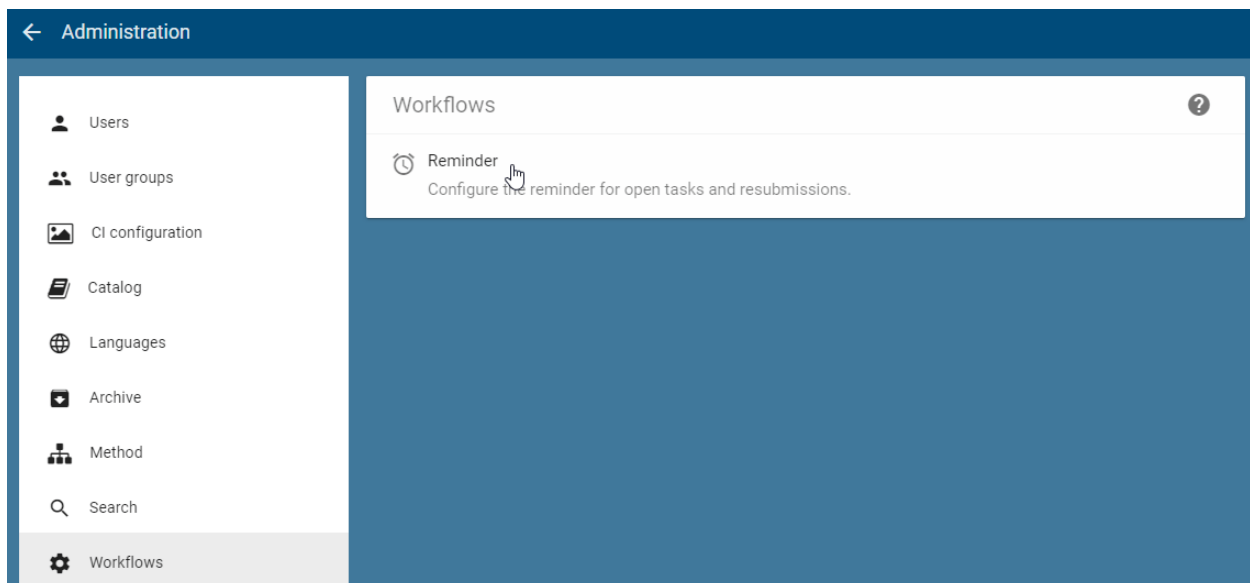 Administration
Users
User groups
CI configuration
Catalog
Languages
Archive
Method
Search
Workflows
Workflows
Reminder
Configure the reminder for open tasks and resubmissions.